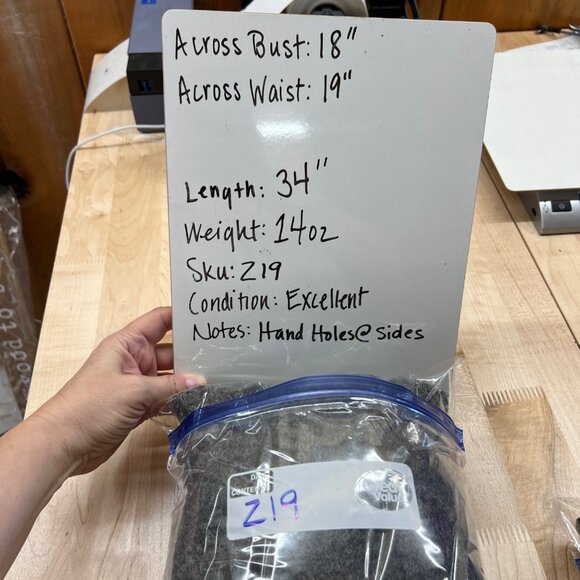 Across Bust: 18"
Across Waist: 19"
Length: 34"
Weight: 14oz
Sku: Z19
Condition: Excellent
Notes: Hand Holes@Sides
Z19
Value